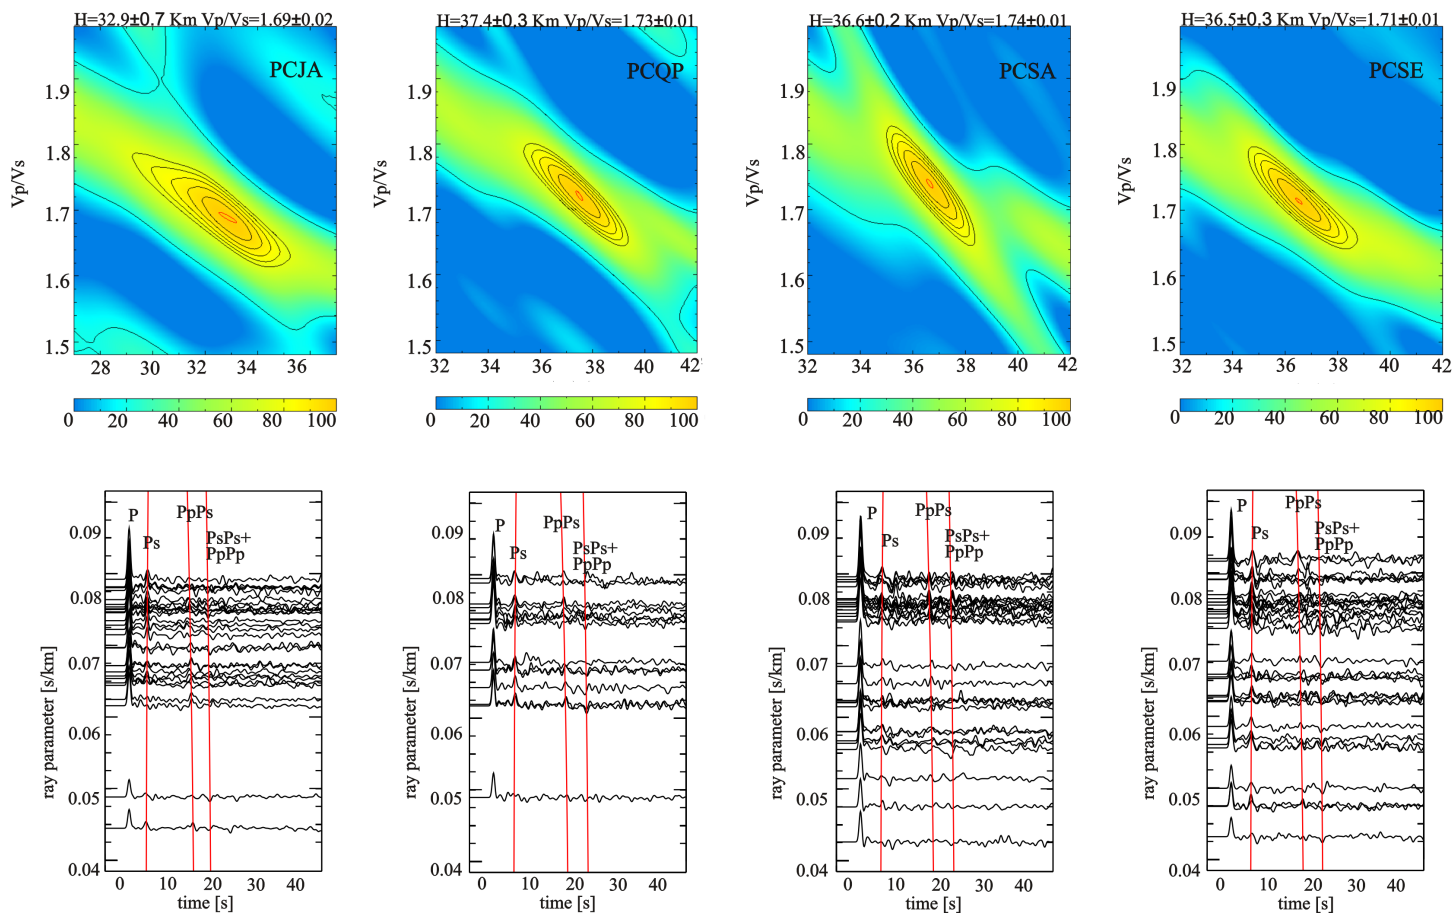 H=32.9±0.7 Km Vp/Vs=1.69±0.02
H=37.4±0.3 Km Vp/Vs=1.73±0.01
H=36.6±0.2 Km Vp/Vs=1.74±0.01
H=36.5±0.3 Km Vp/Vs=1.71±0.01
PCJA
PCQP
PCSA
PCSE
Vp/Vs
1.9
1.8
1.7
1.6
1.5
28 30 32 34 36
0 20 40 60 80 100
Vp/Vs
1.9
1.8
1.7
1.6
1.5
32 34 36 38 40 42
0 20 40 60 80 100
Vp/Vs
1.9
1.8
1.7
1.6
1.5
32 34 36 38 40 42
0 20 40 60 80 100
Vp/Vs
1.9
1.8
1.7
1.6
1.5
32 34 36 38 40 42
0 20 40 60 80 100
ray parameter [s/km]
0.09
0.08
0.07
0.06
0.05
0.04
P
Ps
PpPs
PsPs+
PpPp
0 10 20 30 40
time [s]
ray parameter [s/km]
0.09
0.08
0.07
0.06
0.05
0.04
P
Ps
PpPs
PsPs+
PpPp
0 10 20 30 40
time [s]
ray parameter [s/km]
0.09
0.08
0.07
0.06
0.05
0.04
P
Ps
PpPs
PsPs+
PpPp
0 10 20 30 40
time [s]
ray parameter [s/km]
0.09
0.08
0.07
0.06
0.05
0.04
P
Ps
PpPs
PsPs+
PpPp
0 10 20 30 40
time [s]